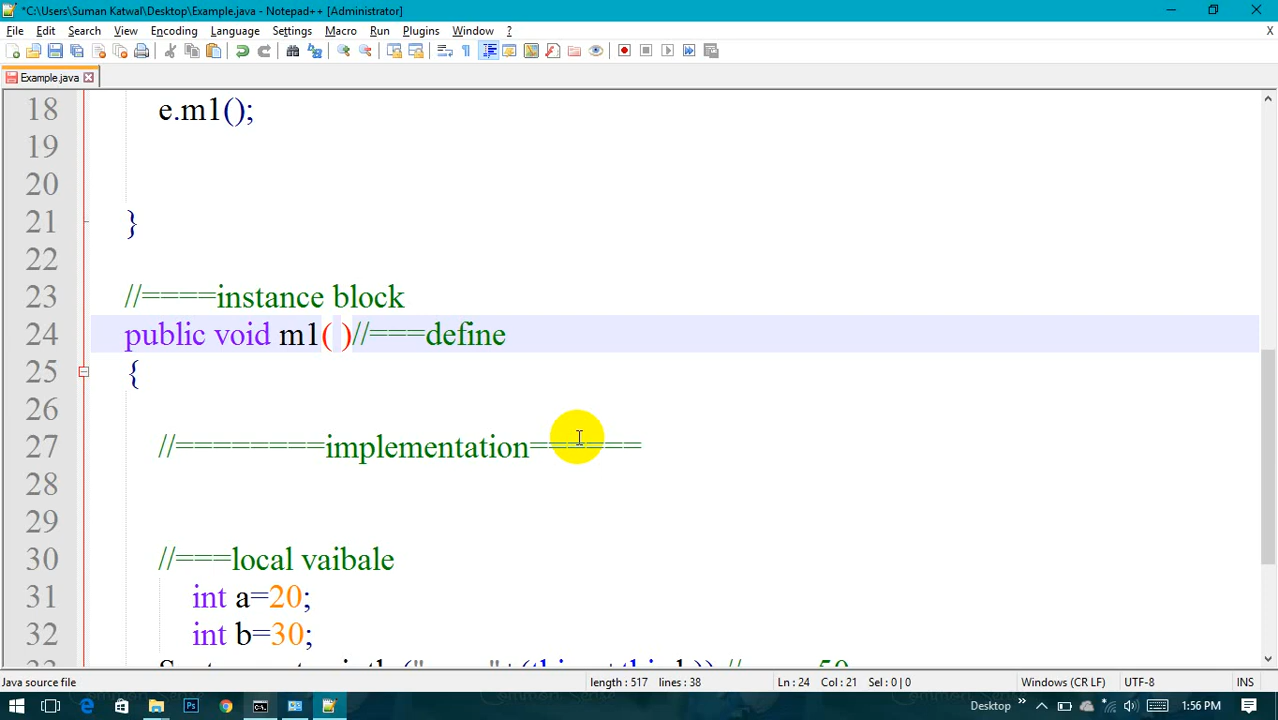 *C:\Users\Suman Katwal\Desktop\Example.java - Notepad++ [Administrator]
File Edit Search View Encoding Language Settings Macro Run Plugins Window ? X
Example.java
18 e.m1();
19
20
21 }
22
23 //====instance block
24 public void m1( )//===define
25 {
26
27 //========implementation======
28
29
30 //===local vaibale
31 int a=20;
32 int b=30;
Java source file length : 517 lines : 38 Ln : 24 Col : 21 Sel : 0 | 0 Windows (CR LF) UTF-8 INS
Desktop 1:56 PM